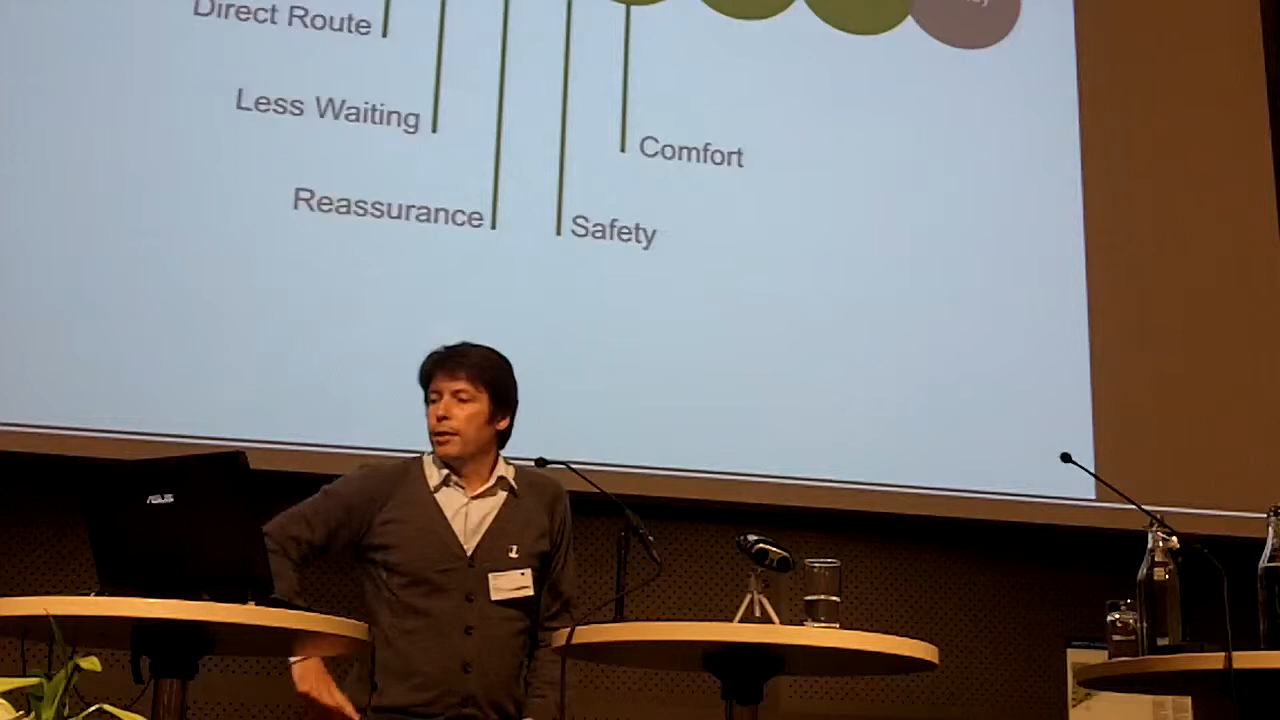 Direct Route
Less Waiting
Comfort
Reassurance
Safety
ASUS